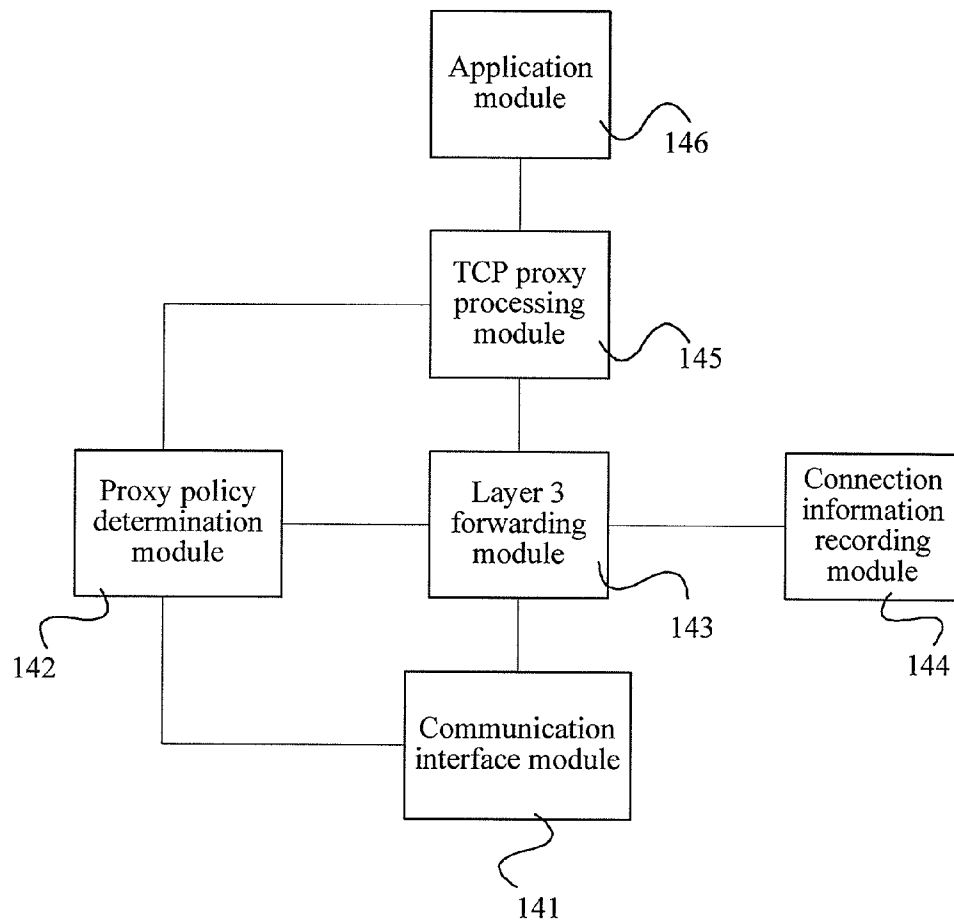 Application
module
146
TCP proxy
processing
module
145
Proxy policy
determination
module
142
Layer 3
forwarding
module
143
Connection
information
recording
module
144
Communication
interface module
141